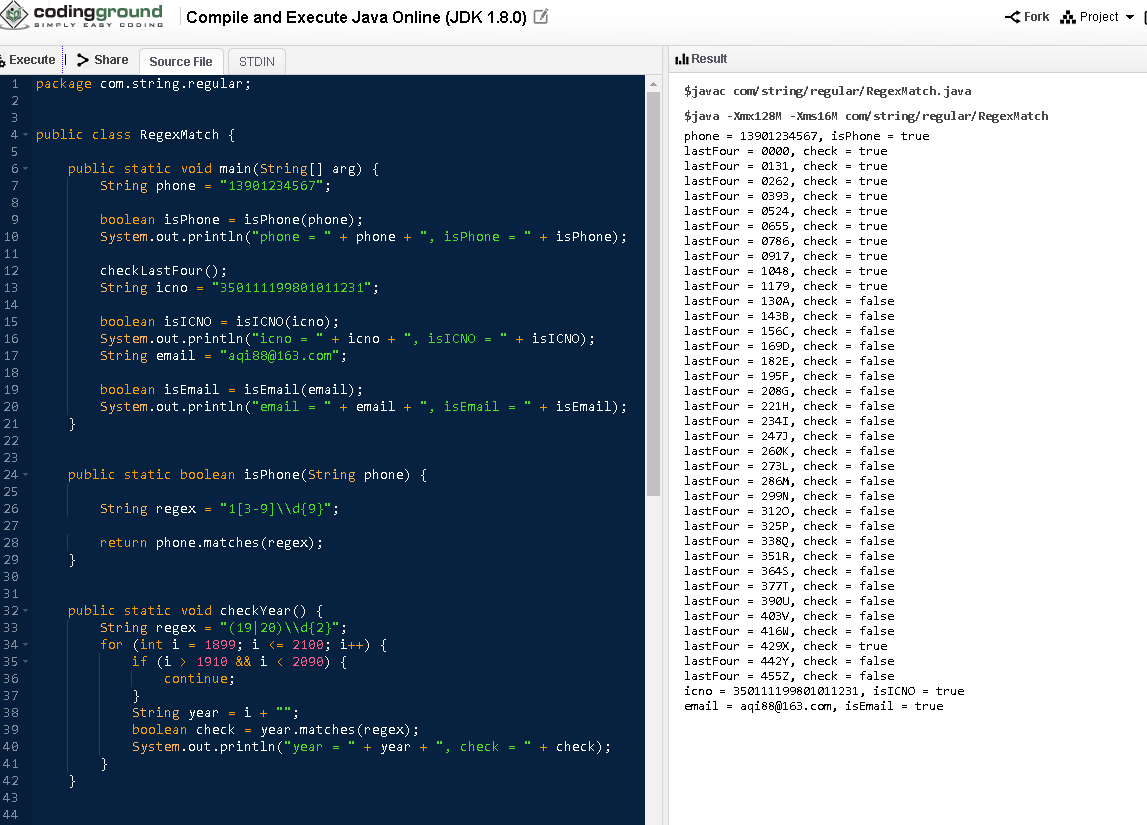 codingground
SIMPLY EASY CODING
Compile and Execute Java Online (JDK 1.8.0)
Fork
Project
Execute
Share
Source File
STDIN
1 package com.string.regular;
2
3
4 public class RegexMatch {
5
6 public static void main(String[] arg) {
7 String phone = "13901234567";
8
9 boolean isPhone = isPhone(phone);
10 System.out.println("phone = " + phone + ", isPhone = " + isPhone);
11
12 checkLastFour();
13 String icno = "350111199801011231";
14
15 boolean isICNO = isICNO(icno);
16 System.out.println("icno = " + icno + ", isICNO = " + isICNO);
17 String email = "aqi88@163.com";
18
19 boolean isEmail = isEmail(email);
20 System.out.println("email = " + email + ", isEmail = " + isEmail);
21 }
22
23
24 public static boolean isPhone(String phone) {
25
26 String regex = "1[3-9]\\d{9}";
27
28 return phone.matches(regex);
29 }
30
31
32 public static void checkYear() {
33 String regex = "(19|20)\\d{2}";
34 for (int i = 1899; i <= 2100; i++) {
35 if (i > 1910 && i < 2090) {
36 continue;
37 }
38 String year = i + "";
39 boolean check = year.matches(regex);
40 System.out.println("year = " + year + ", check = " + check);
41 }
42 }
43
44
Result
$javac com/string/regular/RegexMatch.java
$java -Xmx128M -Xms16M com/string/regular/RegexMatch
phone = 13901234567, isPhone = true
lastFour = 0000, check = true
lastFour = 0131, check = true
lastFour = 0262, check = true
lastFour = 0393, check = true
lastFour = 0524, check = true
lastFour = 0655, check = true
lastFour = 0786, check = true
lastFour = 0917, check = true
lastFour = 1048, check = true
lastFour = 1179, check = true
lastFour = 130A, check = false
lastFour = 143B, check = false
lastFour = 156C, check = false
lastFour = 169D, check = false
lastFour = 182E, check = false
lastFour = 195F, check = false
lastFour = 208G, check = false
lastFour = 221H, check = false
lastFour = 234I, check = false
lastFour = 247J, check = false
lastFour = 260K, check = false
lastFour = 273L, check = false
lastFour = 286M, check = false
lastFour = 299N, check = false
lastFour = 312O, check = false
lastFour = 325P, check = false
lastFour = 338Q, check = false
lastFour = 351R, check = false
lastFour = 364S, check = false
lastFour = 377T, check = false
lastFour = 390U, check = false
lastFour = 403V, check = false
lastFour = 416W, check = false
lastFour = 429X, check = true
lastFour = 442Y, check = false
lastFour = 455Z, check = false
icno = 350111199801011231, isICNO = true
email = aqi88@163.com, isEmail = true